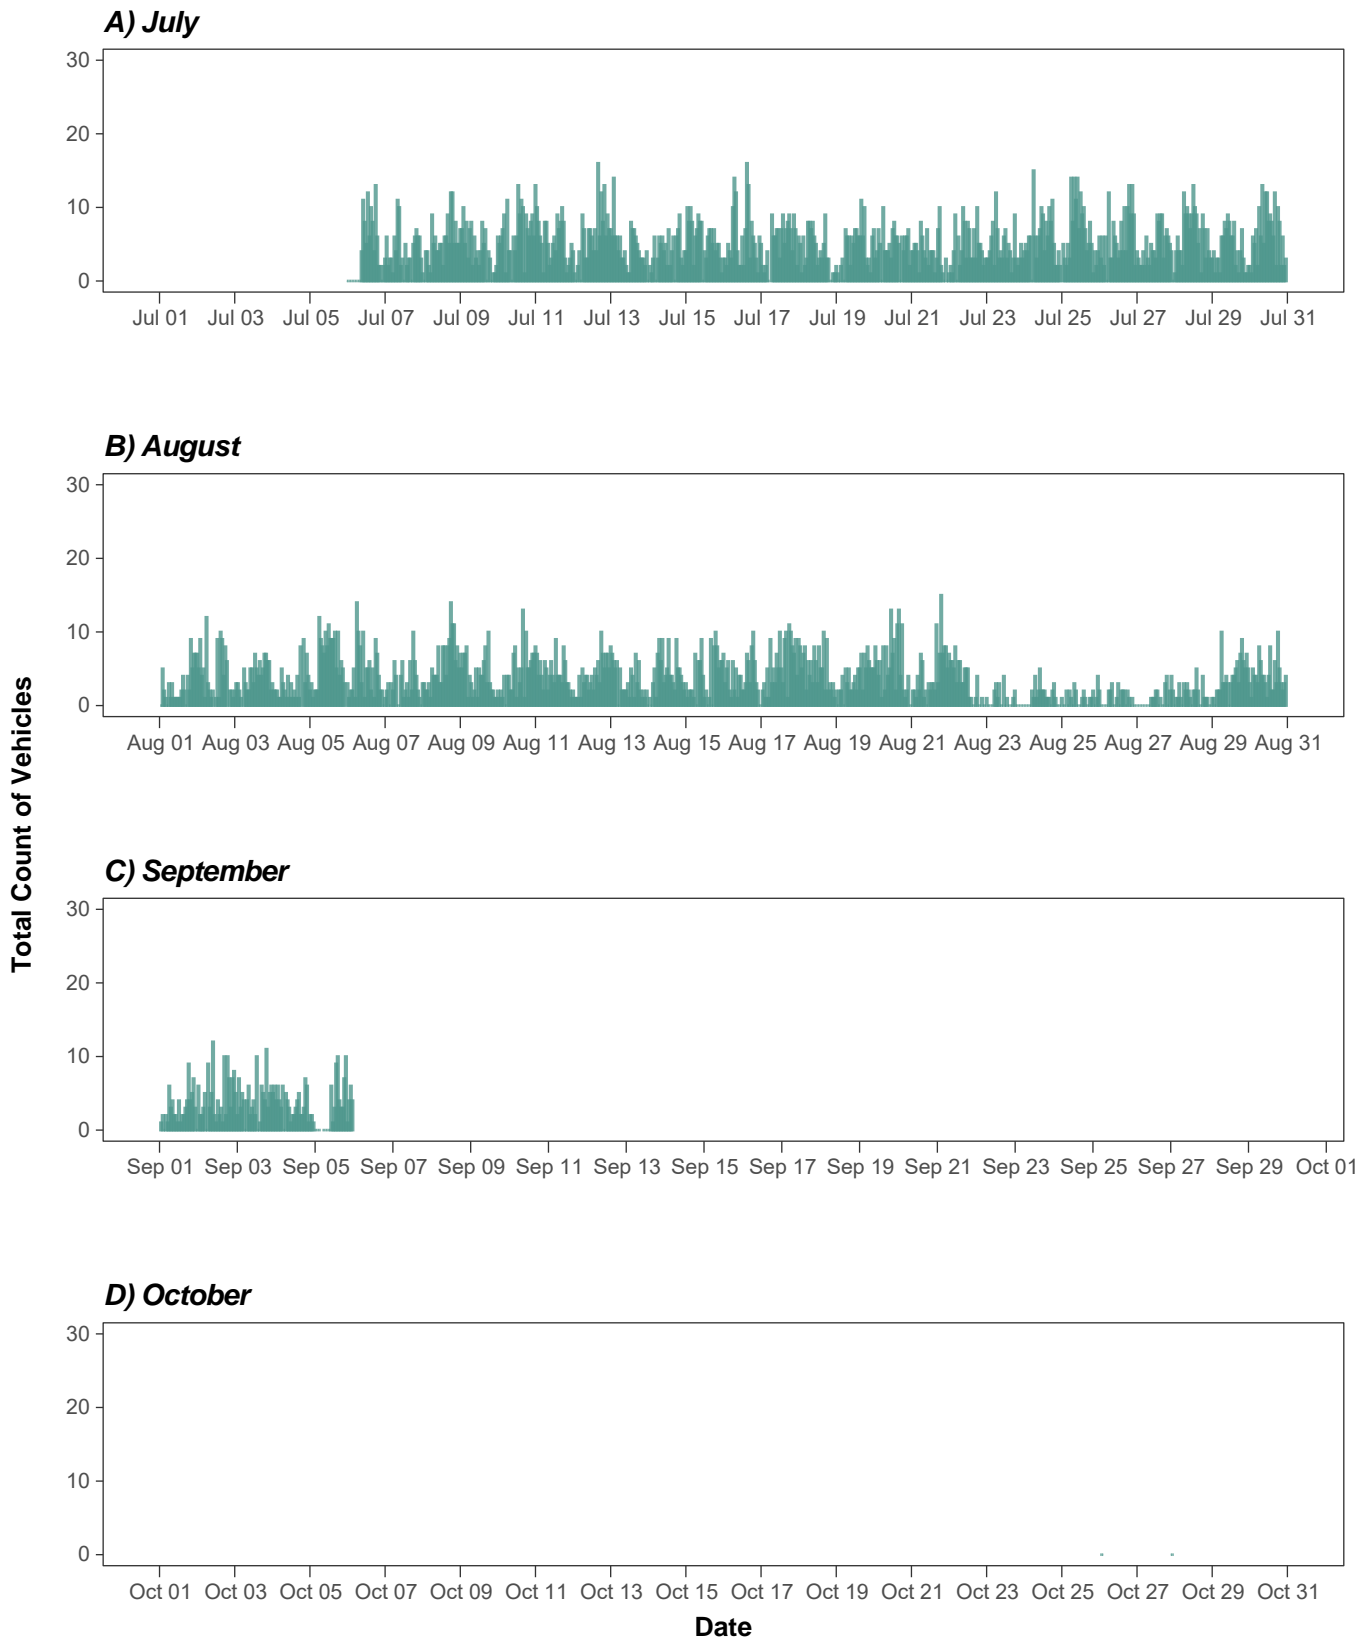 A) July
30
20
10
0
Jul 01 Jul 03 Jul 05 Jul 07 Jul 09 Jul 11 Jul 13 Jul 15 Jul 17 Jul 19 Jul 21 Jul 23 Jul 25 Jul 27 Jul 29 Jul 31
B) August
30
20
10
0
Aug 01 Aug 03 Aug 05 Aug 07 Aug 09 Aug 11 Aug 13 Aug 15 Aug 17 Aug 19 Aug 21 Aug 23 Aug 25 Aug 27 Aug 29 Aug 31
Total Count of Vehicles
C) September
30
20
10
0
Sep 01 Sep 03 Sep 05 Sep 07 Sep 09 Sep 11 Sep 13 Sep 15 Sep 17 Sep 19 Sep 21 Sep 23 Sep 25 Sep 27 Sep 29 Oct 01
D) October
30
20
10
0
Oct 01 Oct 03 Oct 05 Oct 07 Oct 09 Oct 11 Oct 13 Oct 15 Oct 17 Oct 19 Oct 21 Oct 23 Oct 25 Oct 27 Oct 29 Oct 31
Date